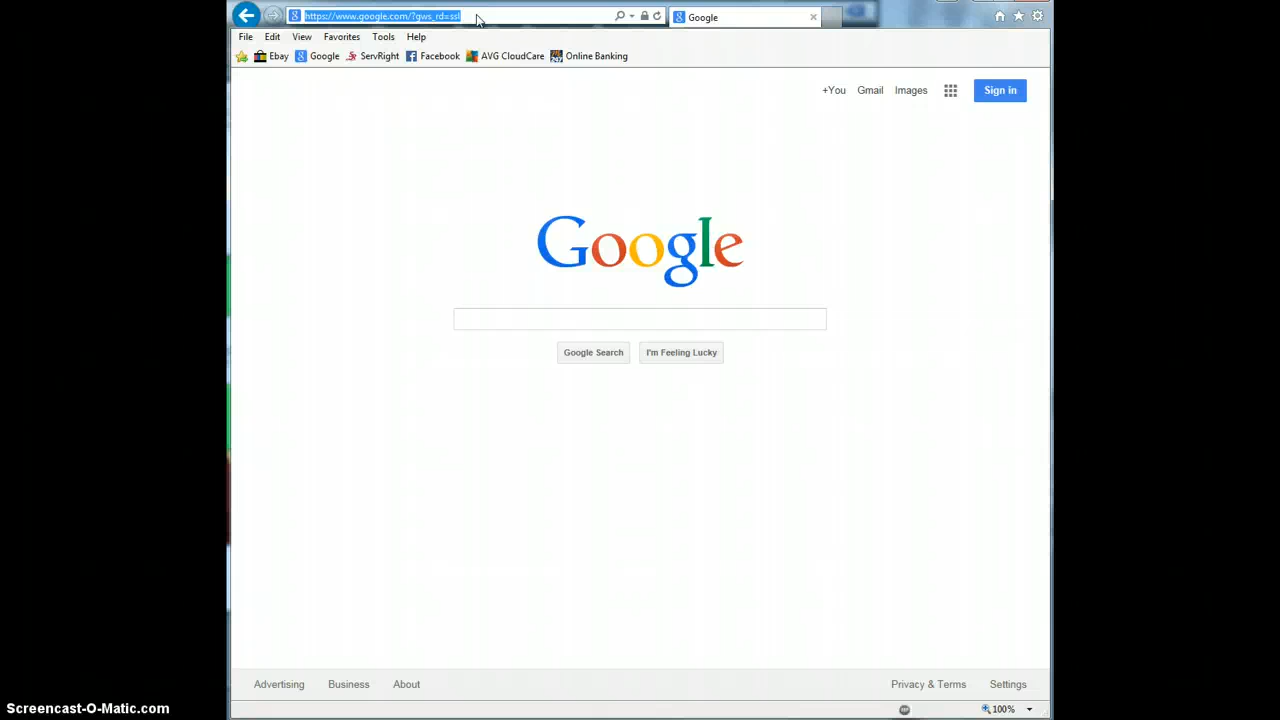 https://www.google.com/?gws_rd=ssl
Google
File Edit View Favorites Tools Help
Ebay Google ServRight Facebook AVG CloudCare Online Banking
+You Gmail Images Sign in
Google
Google Search I'm Feeling Lucky
Advertising Business About Privacy & Terms Settings
100%
Screencast-O-Matic.com